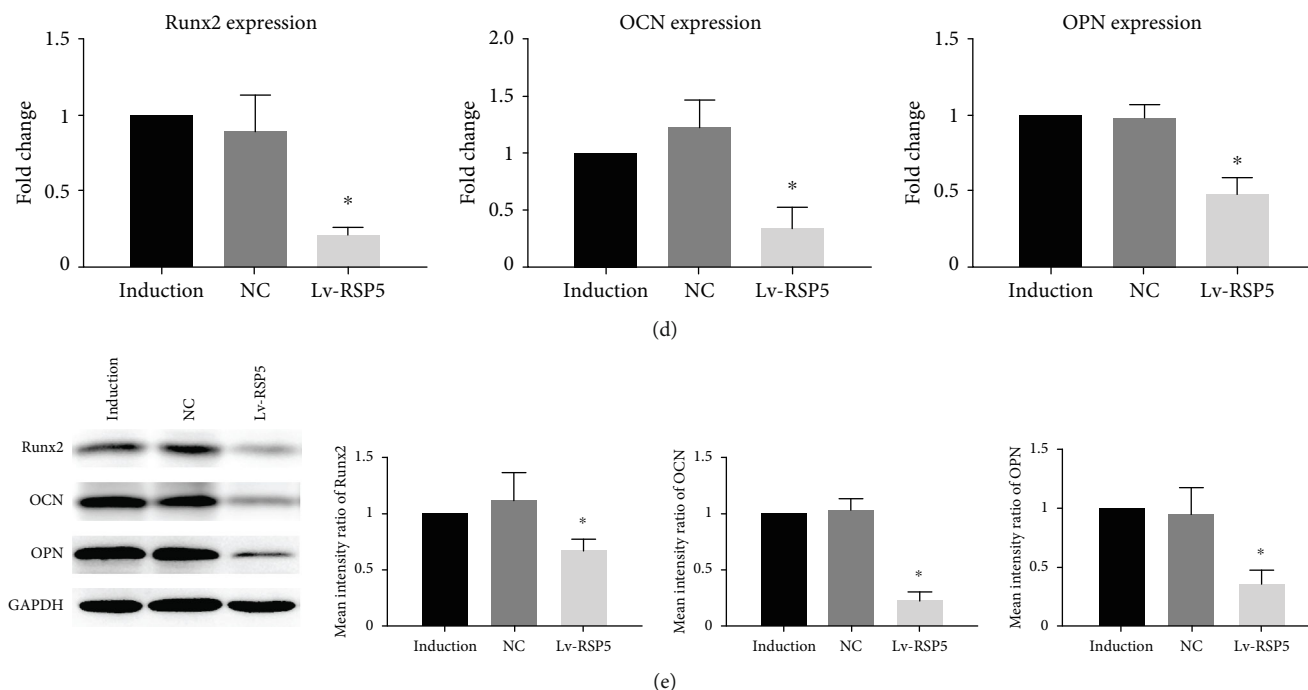 Runx2 expression
1.5
1
0.5
0
Fold change
*
Induction NC Lv-RSP5
OCN expression
2.0
1.5
1
0.5
0
Fold change
*
Induction NC Lv-RSP5
OPN expression
1.5
1
0.5
0
Fold change
*
Induction NC Lv-RSP5
(d)
Induction
NC
Lv-RSP5
Runx2
OCN
OPN
GAPDH
Mean intensity ratio of Runx2
1.5
1
0.5
0
*
Induction NC Lv-RSP5
Mean intensity ratio of OCN
1.5
1
0.5
0
*
Induction NC Lv-RSP5
Mean intensity ratio of OPN
1.5
1
0.5
0
*
Induction NC Lv-RSP5
(e)